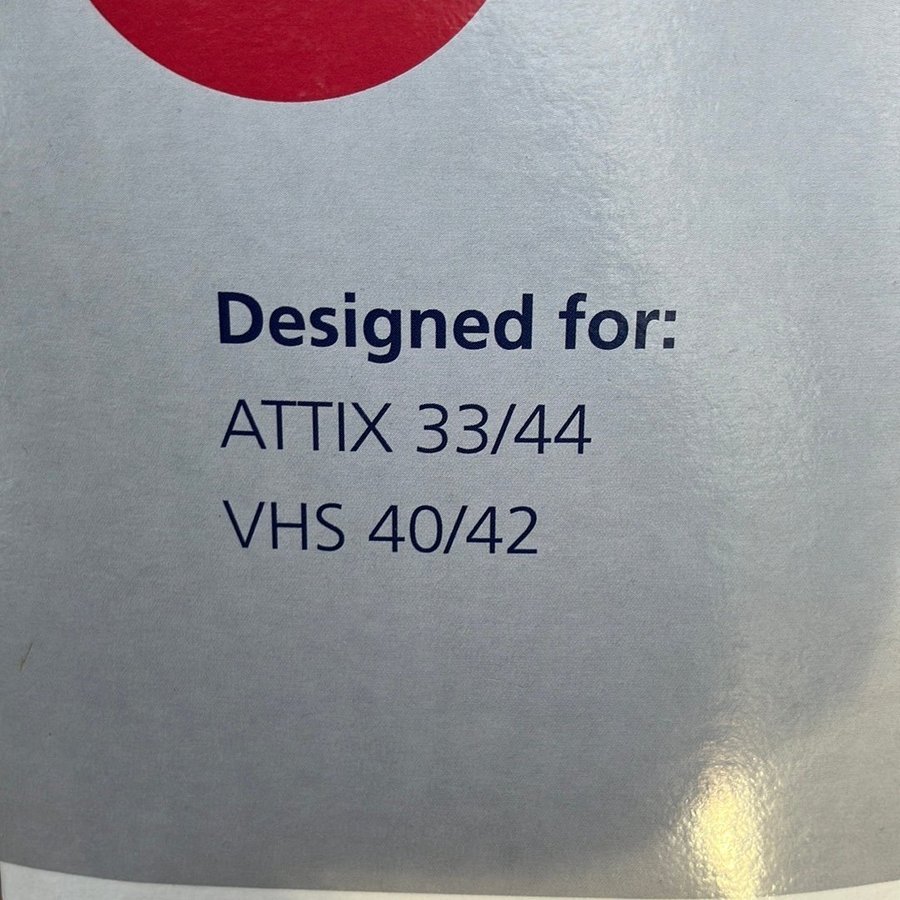 Designed for:
ATTIX 33/44
VHS 40/42